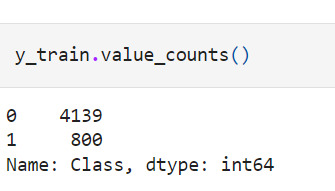 y_train.value_counts()
0    4139
1     800
Name: Class, dtype: int64